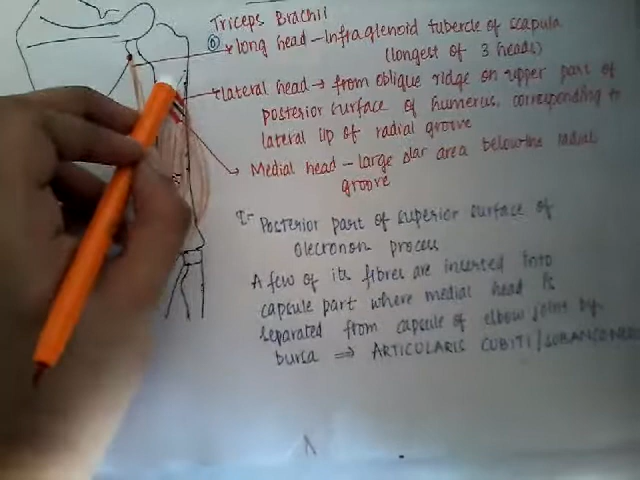 Triceps Brachii
O long head - Infraglenoid tubercle of scapula
(longest of 3 heads)
lateral head → from oblique ridge on upper part of
posterior surface of humerus, corresponding to
lateral lip of radial groove
Medial head - large area below the radial
groove
I- Posterior part of superior surface of
olecronon process
A few of its fibres are inserted into
capsule part where medial head is
separated from capsule of elbow joint by
bursa ⇒ ARTICULARIS CUBITI/SUBANCONEUS